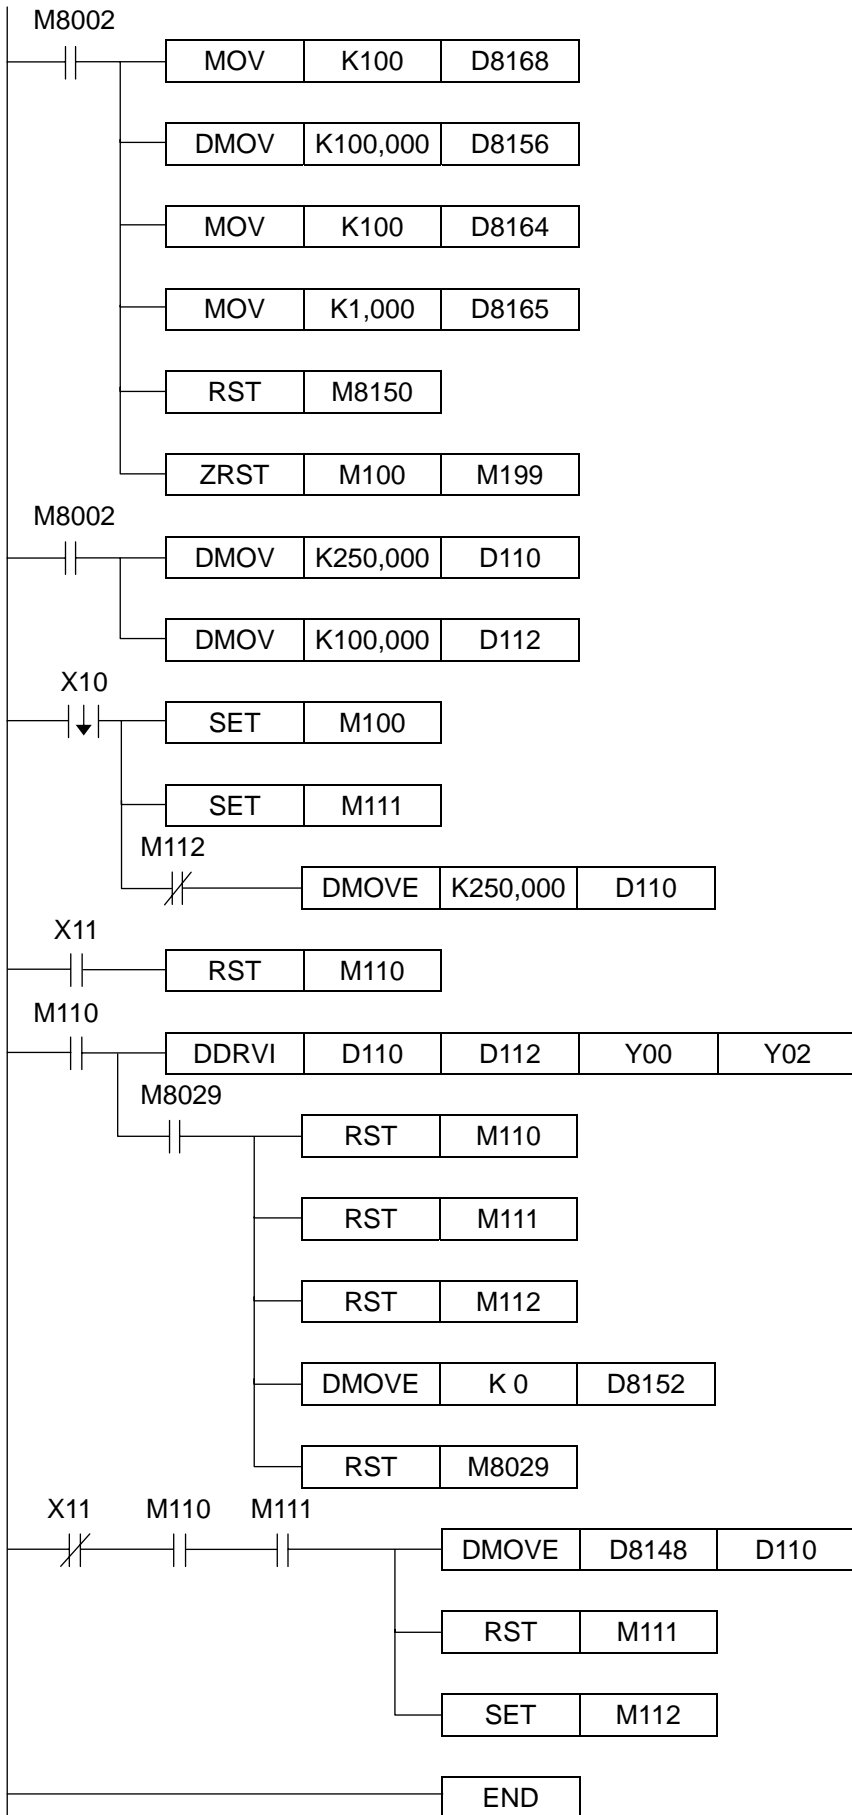 M8002
MOV K100 D8168
DMOV K100,000 D8156
MOV K100 D8164
MOV K1,000 D8165
RST M8150
ZRST M100 M199
M8002
DMOV K250,000 D110
DMOV K100,000 D112
X10
SET M100
SET M111
M112
DMOVE K250,000 D110
X11
RST M110
M110
DDRVI D110 D112 Y00 Y02
M8029
RST M110
RST M111
RST M112
DMOVE K 0 D8152
RST M8029
X11 M110 M111
DMOVE D8148 D110
RST M111
SET M112
END